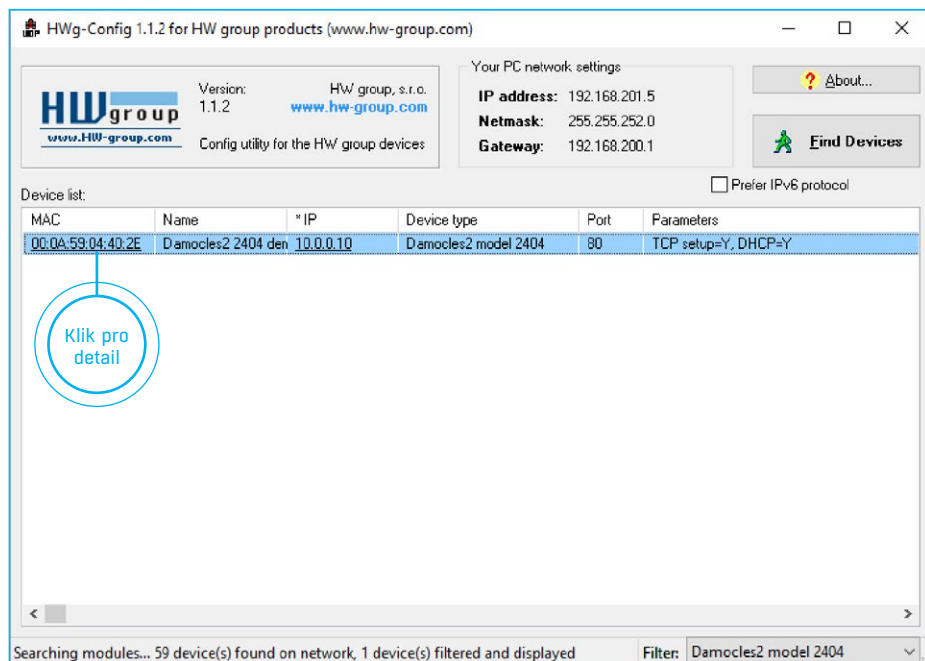 HWg-Config 1.1.2 for HW group products (www.hw-group.com)
HW group
www.HW-group.com
Version:
1.1.2
HW group, s.r.o.
www.hw-group.com
Config utility for the HW group devices
Your PC network settings
IP address: 192.168.201.5
Netmask: 255.255.252.0
Gateway: 192.168.200.1
? About...
Find Devices
Prefer IPv6 protocol
Device list:
MAC Name * IP Device type Port Parameters
00:0A:59:04:40:2E Damocles2 2404 den 10.0.0.10 Damocles2 model 2404 80 TCP setup=Y, DHCP=Y
Klik pro
detail
Searching modules... 59 device(s) found on network, 1 device(s) filtered and displayed Filter: Damocles2 model 2404